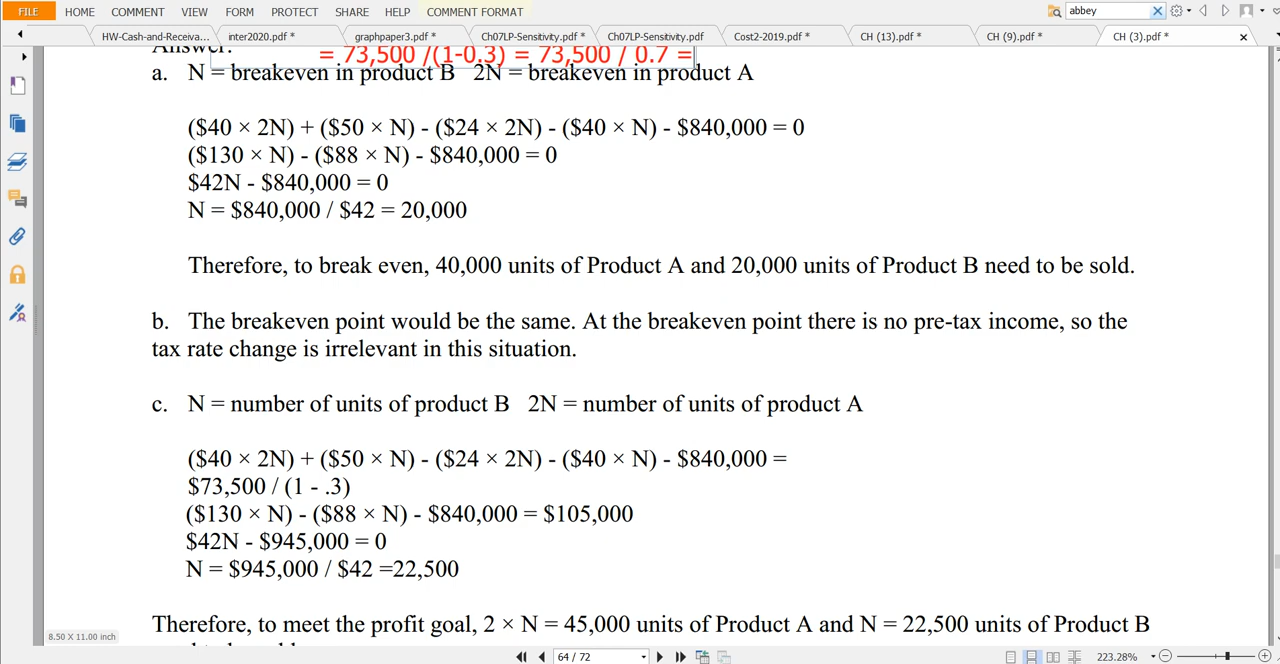 FILE HOME COMMENT VIEW FORM PROTECT SHARE HELP COMMENT FORMAT abbey
HW-Cash-and-Receiva... inter2020.pdf * graphpaper3.pdf * Ch07LP-Sensitivity.pdf * Ch07LP-Sensitivity.pdf Cost2-2019.pdf * CH (13).pdf * CH (9).pdf * CH (3).pdf *
Answer:
= 73,500 /(1-0.3) = 73,500 / 0.7 =
a. N = breakeven in product B 2N = breakeven in product A
($40 × 2N) + ($50 × N) - ($24 × 2N) - ($40 × N) - $840,000 = 0
($130 × N) - ($88 × N) - $840,000 = 0
$42N - $840,000 = 0
N = $840,000 / $42 = 20,000
Therefore, to break even, 40,000 units of Product A and 20,000 units of Product B need to be sold.
b. The breakeven point would be the same. At the breakeven point there is no pre-tax income, so the
tax rate change is irrelevant in this situation.
c. N = number of units of product B 2N = number of units of product A
($40 × 2N) + ($50 × N) - ($24 × 2N) - ($40 × N) - $840,000 =
$73,500 / (1 - .3)
($130 × N) - ($88 × N) - $840,000 = $105,000
$42N - $945,000 = 0
N = $945,000 / $42 =22,500
Therefore, to meet the profit goal, 2 × N = 45,000 units of Product A and N = 22,500 units of Product B
8.50 X 11.00 inch
64 / 72
223.28%